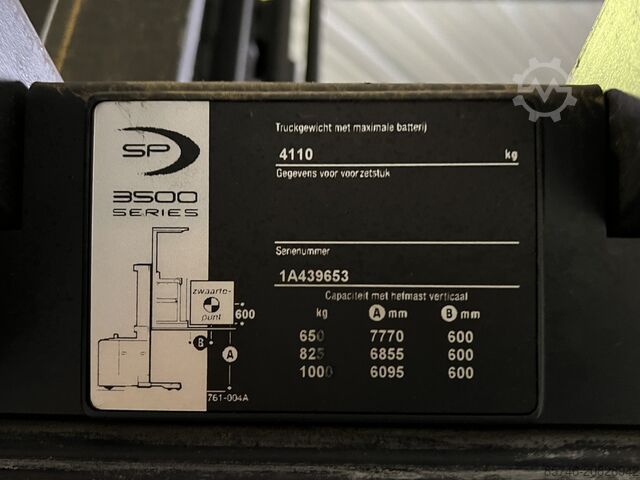 SP
3500
SERIES
Truckgewicht met maximale batterij
4110 kg
Gegevens voor voorzetstuk
Serienummer
1A439653
Capaciteit met hefmast verticaal
kg A mm B mm
650 7770 600
825 6855 600
1000 6095 600
zwaarte-
punt
600
B
A
761-004A